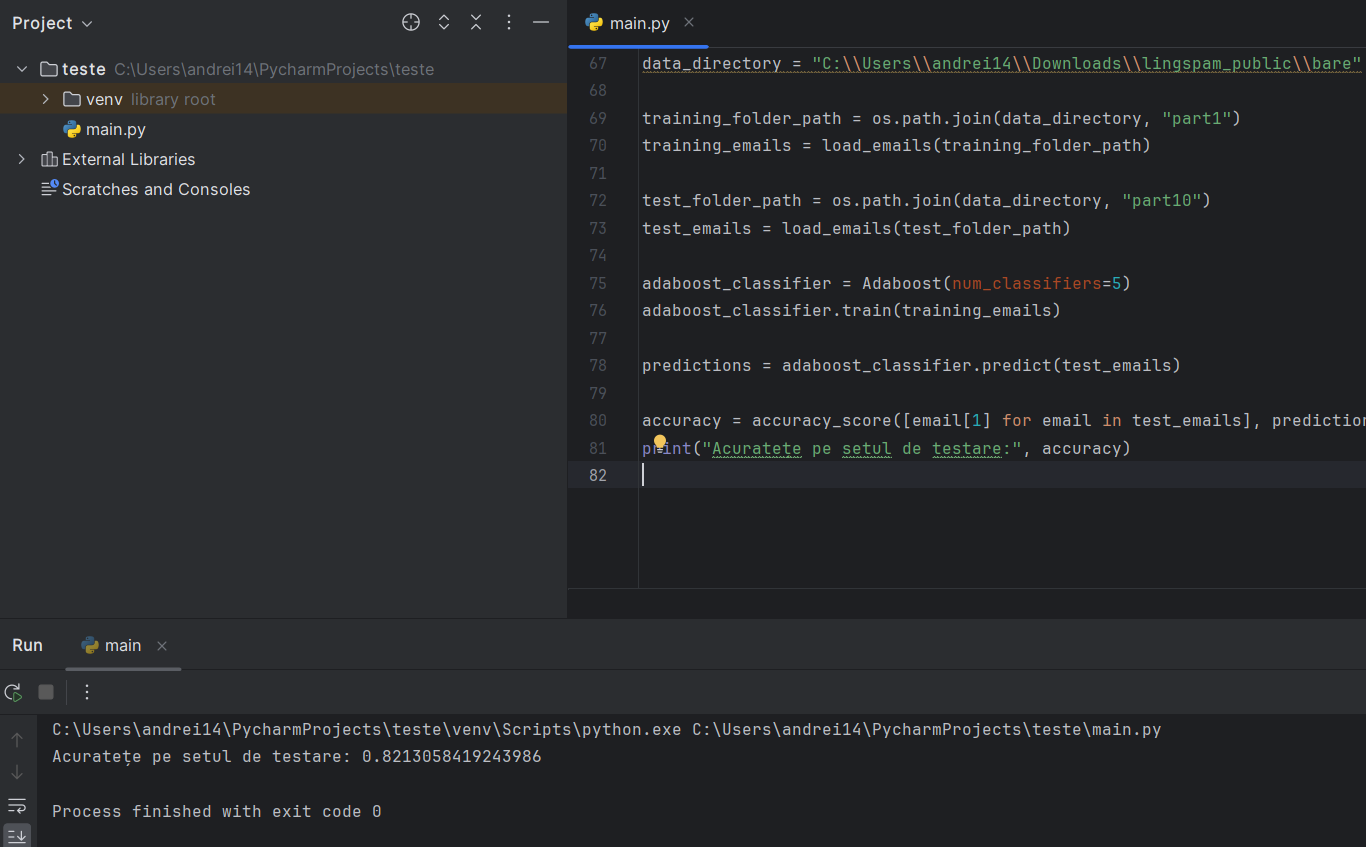 Project
teste C:\Users\andrei14\PycharmProjects\teste
venv library root
main.py
External Libraries
Scratches and Consoles
main.py
67 data_directory = "C:\\Users\\andrei14\\Downloads\\lingspam_public\\bare"
68
69 training_folder_path = os.path.join(data_directory, "part1")
70 training_emails = load_emails(training_folder_path)
71
72 test_folder_path = os.path.join(data_directory, "part10")
73 test_emails = load_emails(test_folder_path)
74
75 adaboost_classifier = Adaboost(num_classifiers=5)
76 adaboost_classifier.train(training_emails)
77
78 predictions = adaboost_classifier.predict(test_emails)
79
80 accuracy = accuracy_score([email[1] for email in test_emails], prediction
81 print("Acuratețe pe setul de testare:", accuracy)
82
Run
main
C:\Users\andrei14\PycharmProjects\teste\venv\Scripts\python.exe C:\Users\andrei14\PycharmProjects\teste\main.py
Acuratețe pe setul de testare: 0.8213058419243986
Process finished with exit code 0